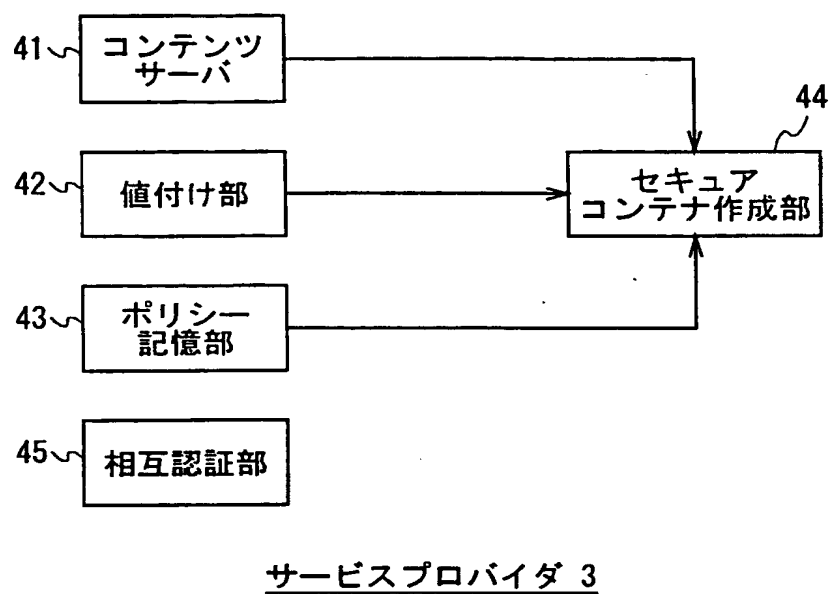 41
コンテンツ
サーバ
44
42
値付け部
セキュア
コンテナ作成部
43
ポリシー
記憶部
45
相互認証部
サービスプロバイダ 3